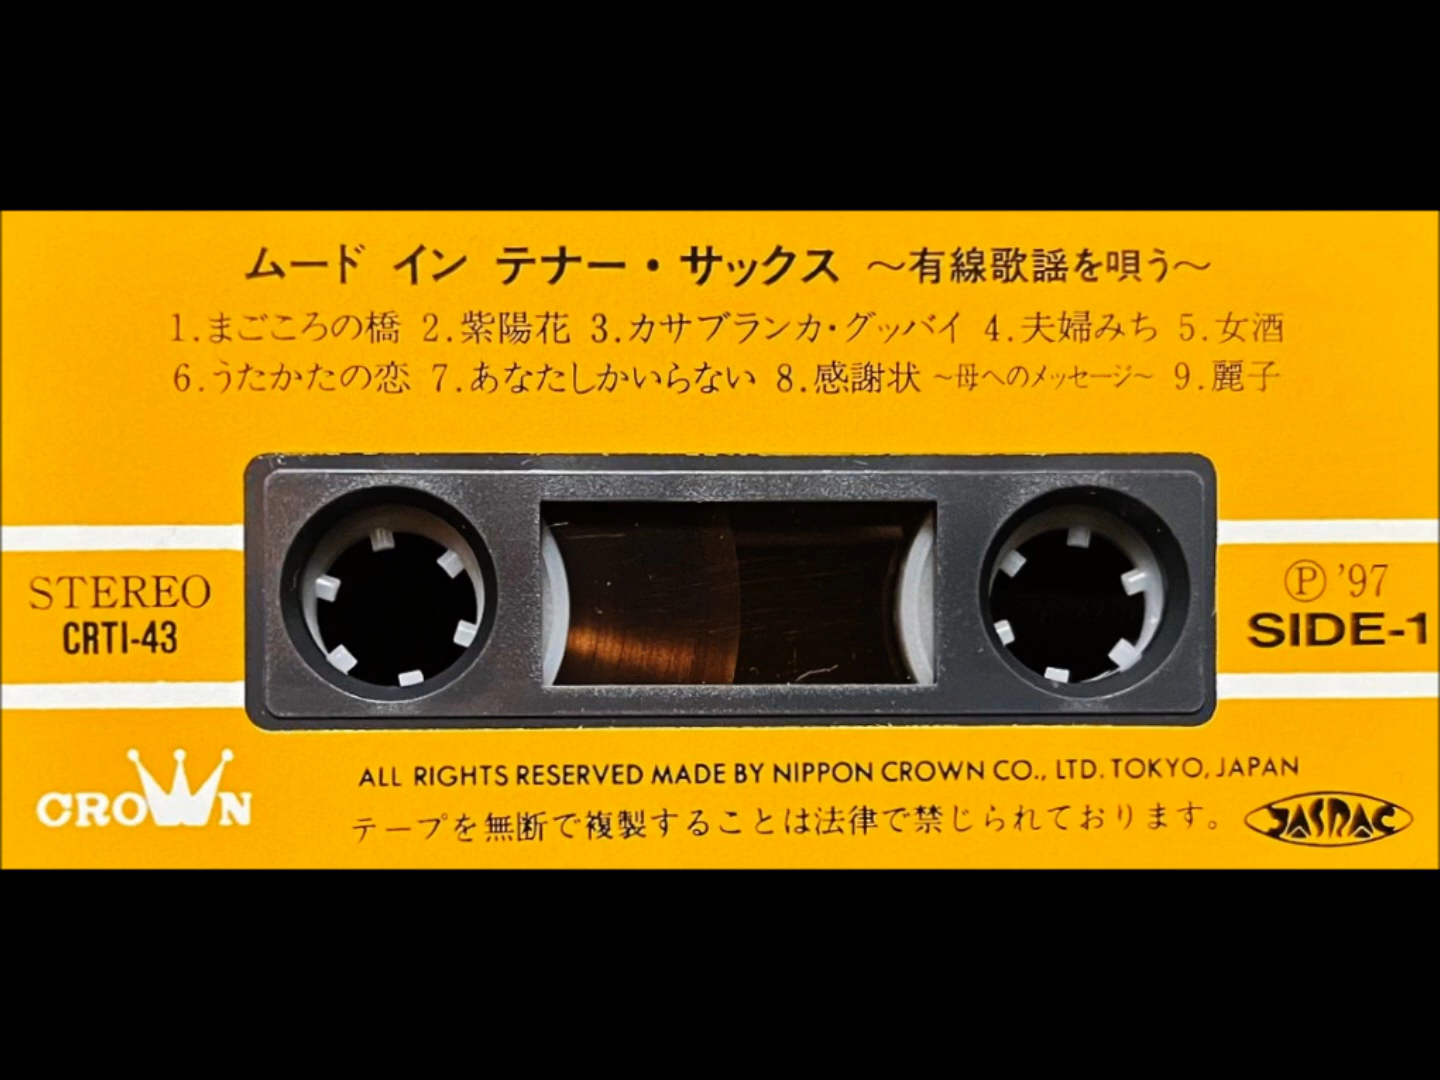 ムード イン テナー・サックス ～有線歌謡を唄う～
1.まごころの橋 2.紫陽花 3.カサブランカ・グッバイ 4.夫婦みち 5.女酒
6.うたかたの恋 7.あなたしかいらない 8.感謝状 ～母へのメッセージ～ 9.麗子
STEREO
CRTI-43
Ⓟ '97
SIDE-1
CROWN
ALL RIGHTS RESERVED MADE BY NIPPON CROWN CO., LTD. TOKYO, JAPAN
テープを無断で複製することは法律で禁じられております。
JASRAC